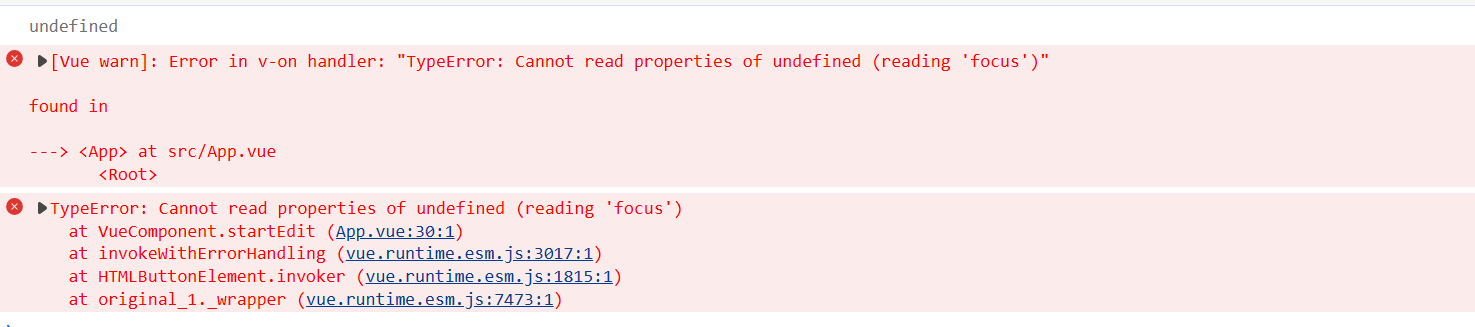 undefined
[Vue warn]: Error in v-on handler: "TypeError: Cannot read properties of undefined (reading 'focus')"
found in
---> <App> at src/App.vue
<Root>
TypeError: Cannot read properties of undefined (reading 'focus')
at VueComponent.startEdit (App.vue:30:1)
at invokeWithErrorHandling (vue.runtime.esm.js:3017:1)
at HTMLButtonElement.invoker (vue.runtime.esm.js:1815:1)
at original_1._wrapper (vue.runtime.esm.js:7473:1)